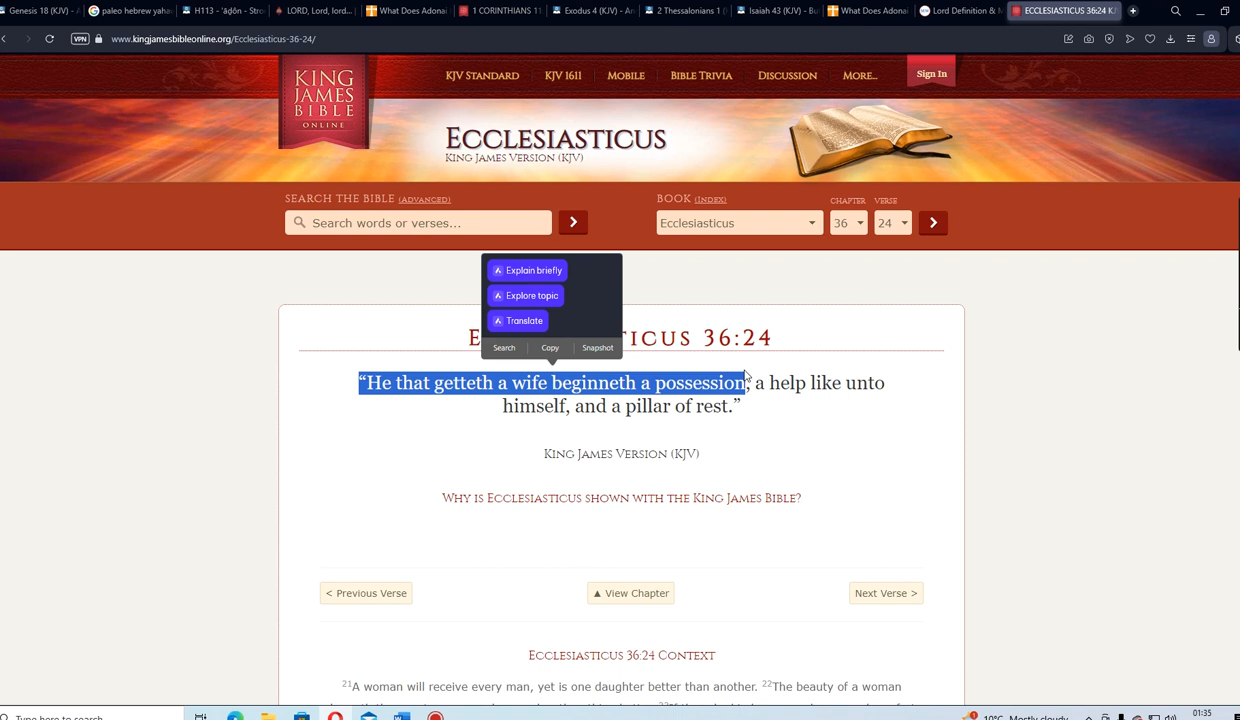 Genesis 18 (KJV) - A
paleo hebrew yaha
H113 - 'āḏôn - Stro
LORD, Lord, lord...
What Does Adonai
1 CORINTHIANS 11
Exodus 4 (KJV) - An
2 Thessalonians 1 (
Isaiah 43 (KJV) - Bu
What Does Adonai
Lord Definition & M
ECCLESIASTICUS 36:24 KJ
VPN
www.kingjamesbibleonline.org/Ecclesiasticus-36-24/
KING
JAMES
BIBLE
ONLINE
KJV STANDARD
KJV 1611
MOBILE
BIBLE TRIVIA
DISCUSSION
MORE...
Sign In
ECCLESIASTICUS
KING JAMES VERSION (KJV)
SEARCH THE BIBLE (ADVANCED)
BOOK (INDEX)
CHAPTER
VERSE
Search words or verses...
Ecclesiasticus
36
24
Explain briefly
Explore topic
Translate
Search
Copy
Snapshot
E
ICUS 36:24
“He that getteth a wife beginneth a possession, a help like unto
himself, and a pillar of rest.”
KING JAMES VERSION (KJV)
WHY IS ECCLESIASTICUS SHOWN WITH THE KING JAMES BIBLE?
< Previous Verse
▲ View Chapter
Next Verse >
ECCLESIASTICUS 36:24 CONTEXT
21A woman will receive every man, yet is one daughter better than another. 22The beauty of a woman
Type here to search
10°C Mostly cloudy
01:35